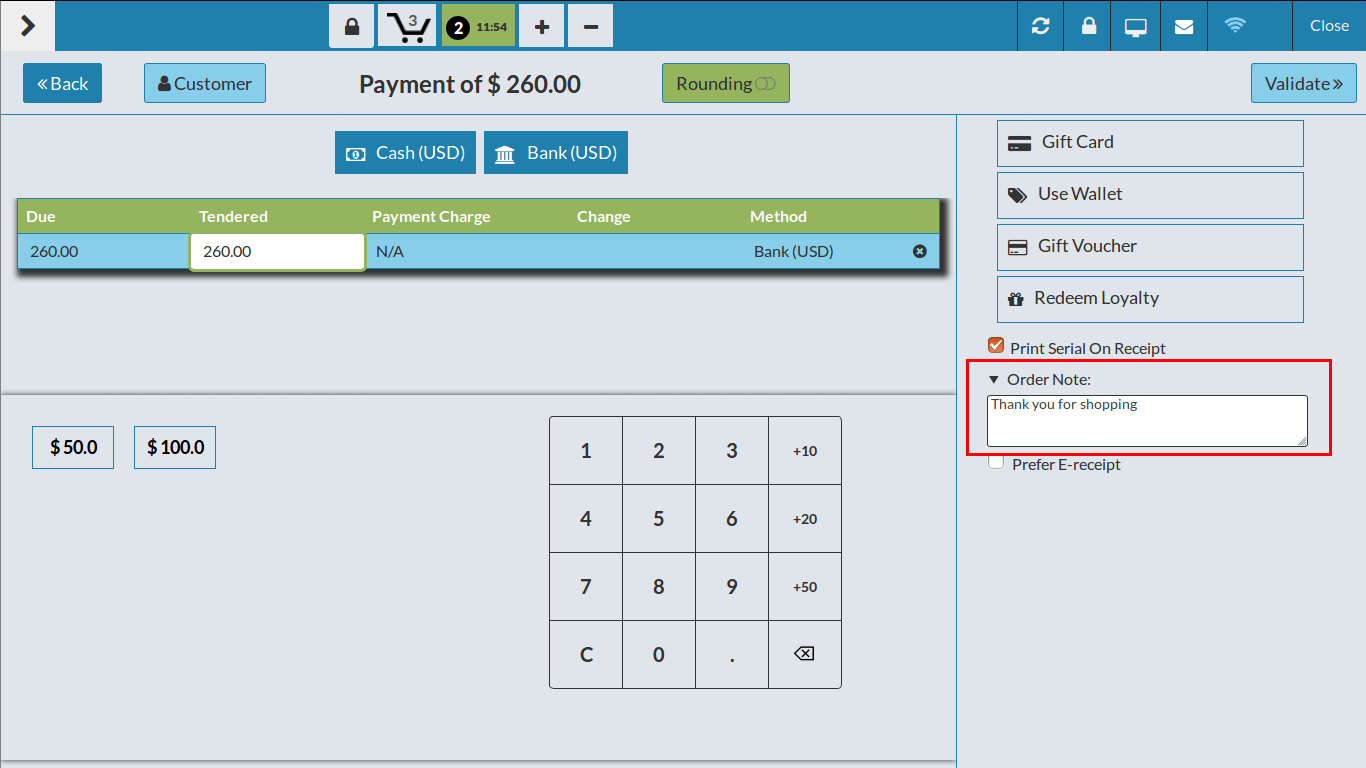 3
2 11:54
+
−
Close
Back
Customer
Payment of $ 260.00
Rounding
Validate
Cash (USD)
Bank (USD)
Due Tendered Payment Charge Change Method
260.00 260.00 N/A Bank (USD)
Gift Card
Use Wallet
Gift Voucher
Redeem Loyalty
Print Serial On Receipt
Order Note:
Thank you for shopping
Prefer E-receipt
$ 50.0 $ 100.0
1 2 3 +10
4 5 6 +20
7 8 9 +50
C 0 .